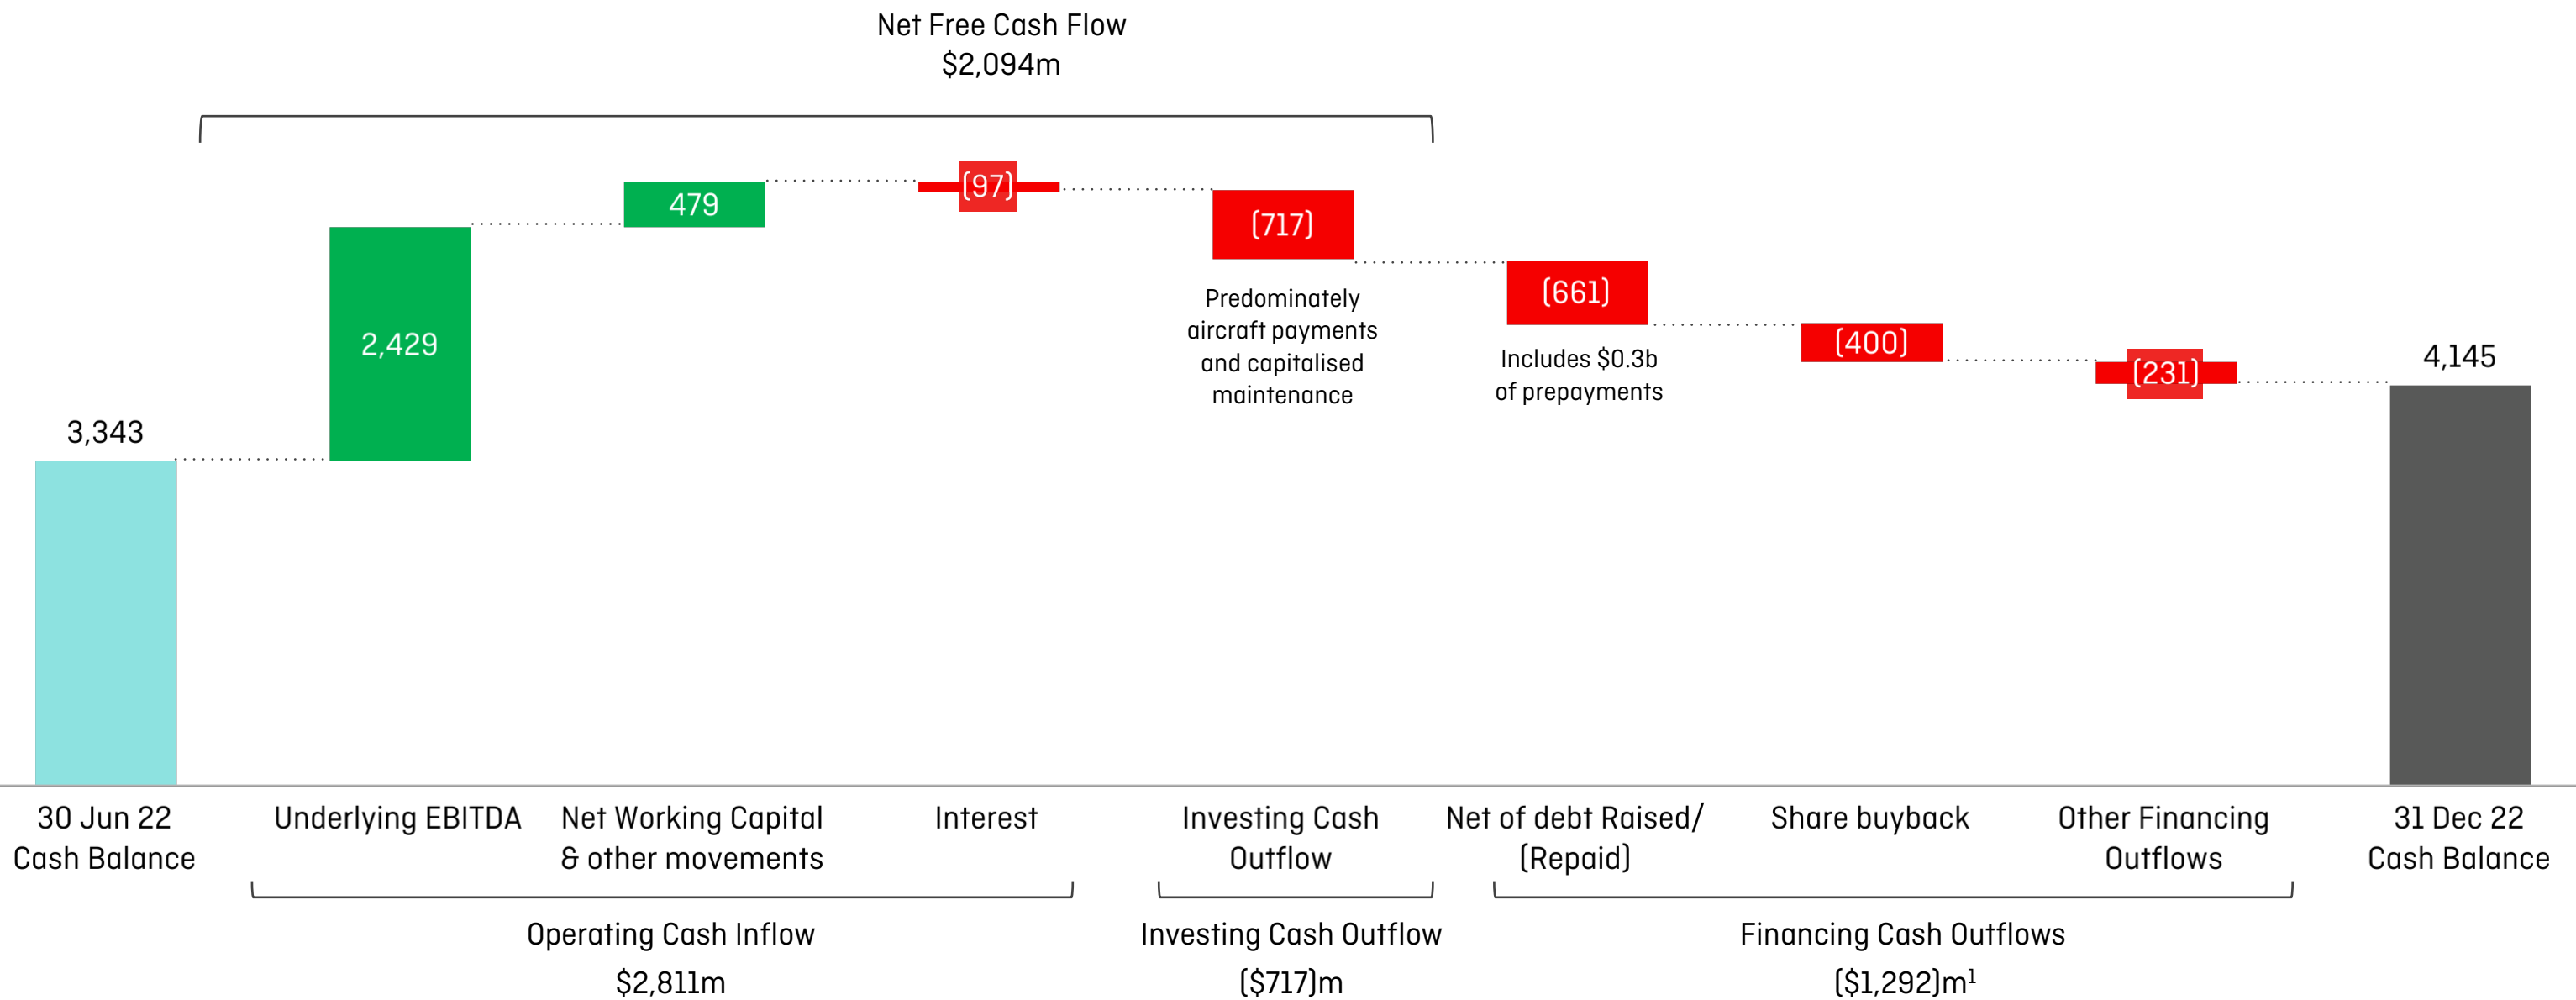 Net Free Cash Flow
$2,094m
479
(97)
(717)
2,429
(661)
(400)
(231)
3,343
4,145
Predominately
aircraft payments
and capitalised
maintenance
Includes $0.3b
of prepayments
30 Jun 22
Cash Balance
Underlying EBITDA
Net Working Capital
& other movements
Interest
Investing Cash
Outflow
Net of debt Raised/
(Repaid)
Share buyback
Other Financing
Outflows
31 Dec 22
Cash Balance
Operating Cash Inflow
$2,811m
Investing Cash Outflow
($717)m
Financing Cash Outflows
($1,292)m¹